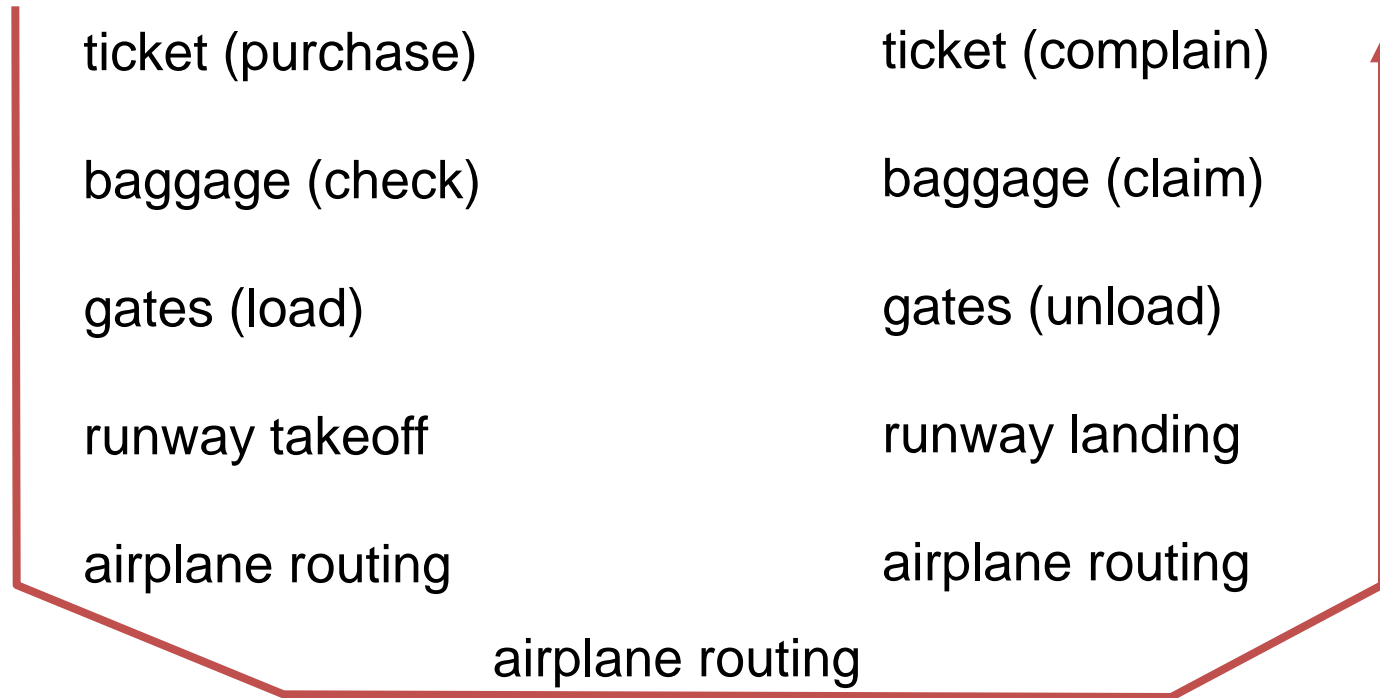 ticket (purchase)
baggage (check)
gates (load)
runway takeoff
airplane routing
ticket (complain)
baggage (claim)
gates (unload)
runway landing
airplane routing
airplane routing